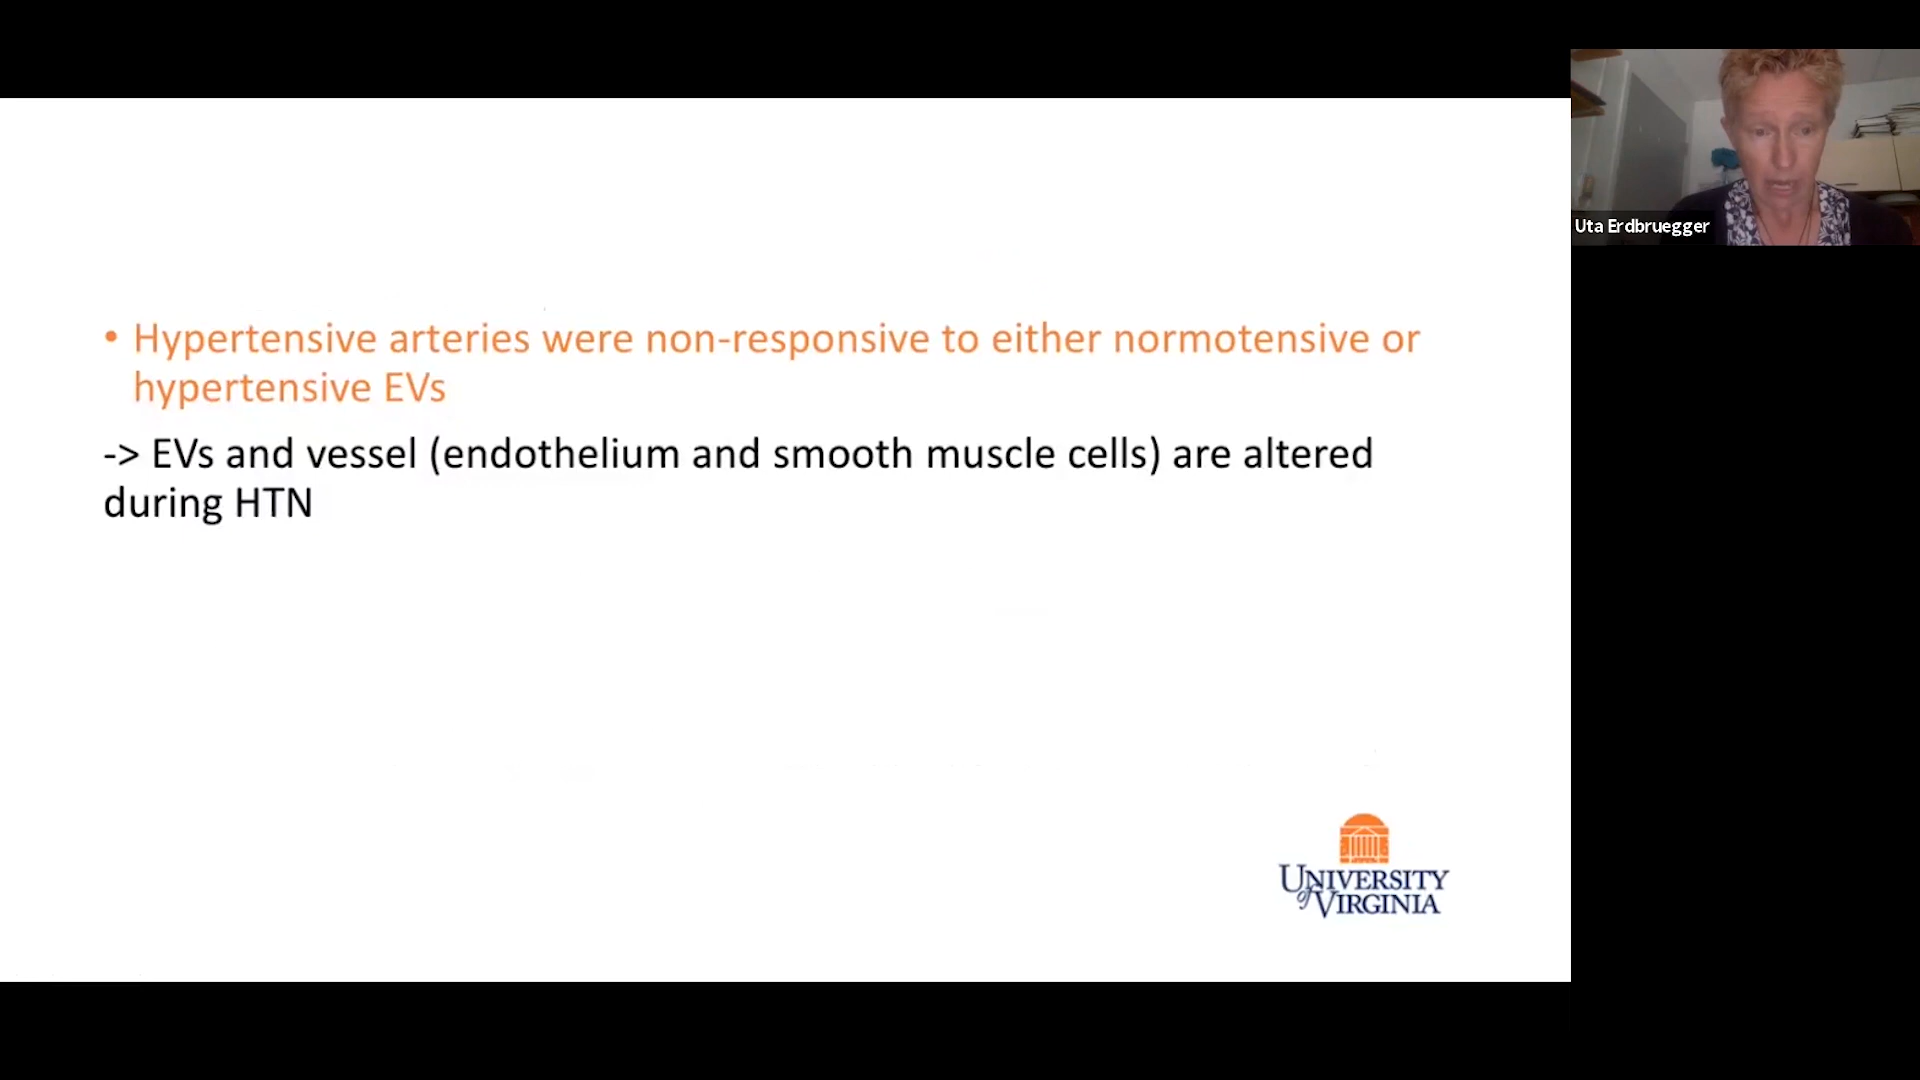 Uta Erdbruegger
• Hypertensive arteries were non-responsive to either normotensive or
hypertensive EVs
-> EVs and vessel (endothelium and smooth muscle cells) are altered
during HTN
UNIVERSITY
of VIRGINIA